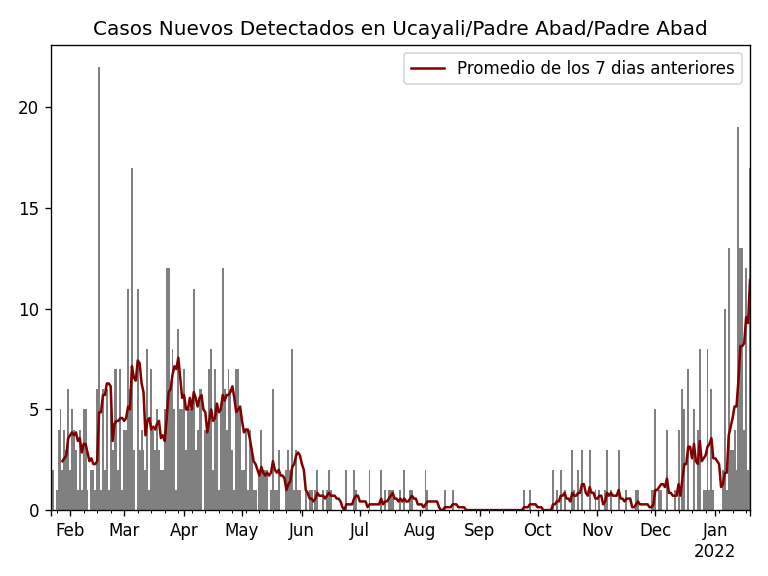 Casos Nuevos Detectados en Ucayali/Padre Abad/Padre Abad
Promedio de los 7 dias anteriores
20
15
10
5
0
Feb Mar Apr May Jun Jul Aug Sep Oct Nov Dec Jan
2022